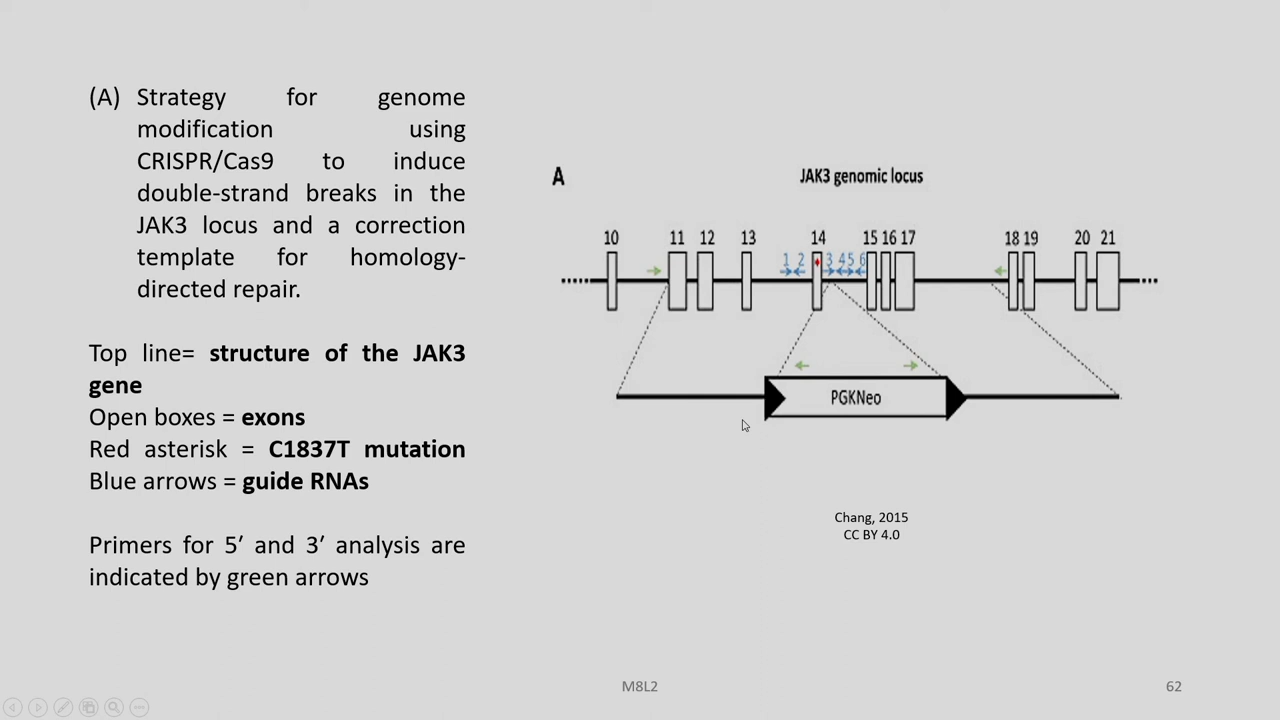 (A) Strategy for genome
modification using
CRISPR/Cas9 to induce
double-strand breaks in the
JAK3 locus and a correction
template for homology-
directed repair.
Top line= structure of the JAK3
gene
Open boxes = exons
Red asterisk = C1837T mutation
Blue arrows = guide RNAs
Primers for 5′ and 3′ analysis are
indicated by green arrows
A
JAK3 genomic locus
10 11 12 13 14 15 16 17 18 19 20 21
1 2 3 4 5 6
PGKNeo
Chang, 2015
CC BY 4.0
M8L2
62